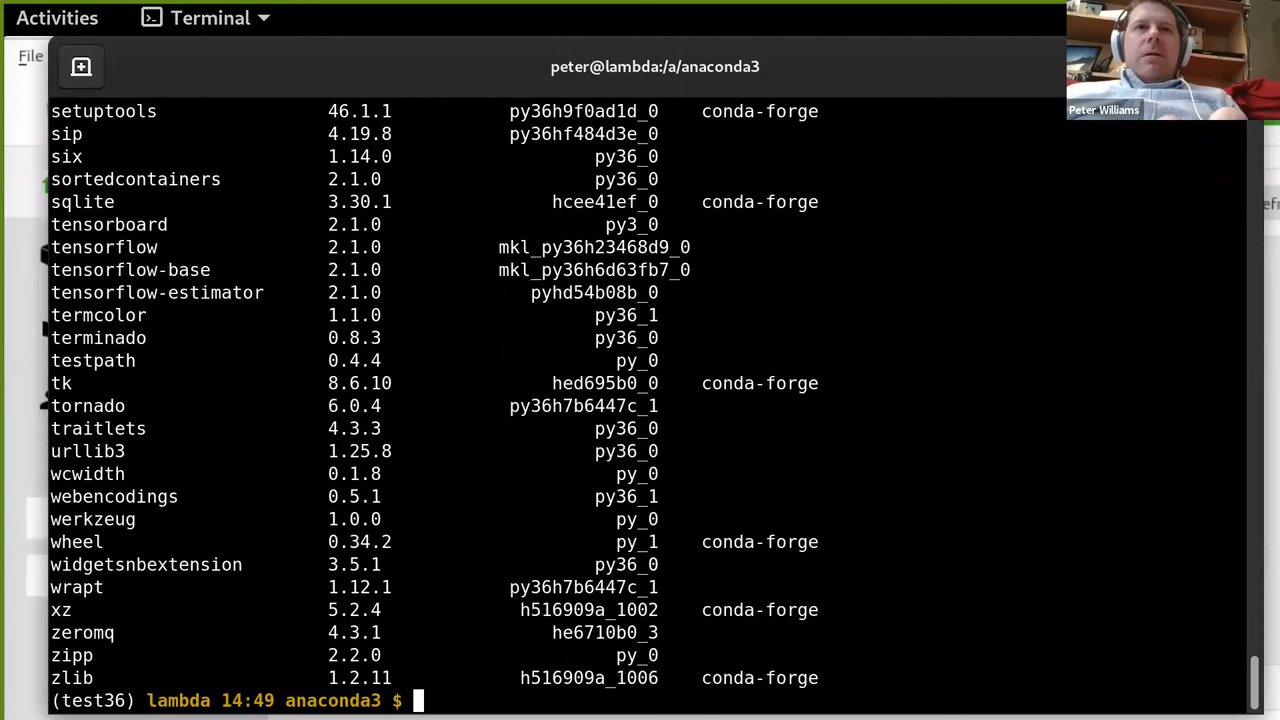 Activities Terminal
File peter@lambda:/a/anaconda3
Peter Williams
setuptools 46.1.1 py36h9f0ad1d_0 conda-forge
sip 4.19.8 py36hf484d3e_0
six 1.14.0 py36_0
sortedcontainers 2.1.0 py36_0
sqlite 3.30.1 hcee41ef_0 conda-forge
tensorboard 2.1.0 py3_0
tensorflow 2.1.0 mkl_py36h23468d9_0
tensorflow-base 2.1.0 mkl_py36h6d63fb7_0
tensorflow-estimator 2.1.0 pyhd54b08b_0
termcolor 1.1.0 py36_1
terminado 0.8.3 py36_0
testpath 0.4.4 py_0
tk 8.6.10 hed695b0_0 conda-forge
tornado 6.0.4 py36h7b6447c_1
traitlets 4.3.3 py36_0
urllib3 1.25.8 py36_0
wcwidth 0.1.8 py_0
webencodings 0.5.1 py36_1
werkzeug 1.0.0 py_0
wheel 0.34.2 py_1 conda-forge
widgetsnbextension 3.5.1 py36_0
wrapt 1.12.1 py36h7b6447c_1
xz 5.2.4 h516909a_1002 conda-forge
zeromq 4.3.1 he6710b0_3
zipp 2.2.0 py_0
zlib 1.2.11 h516909a_1006 conda-forge
(test36) lambda 14:49 anaconda3 $